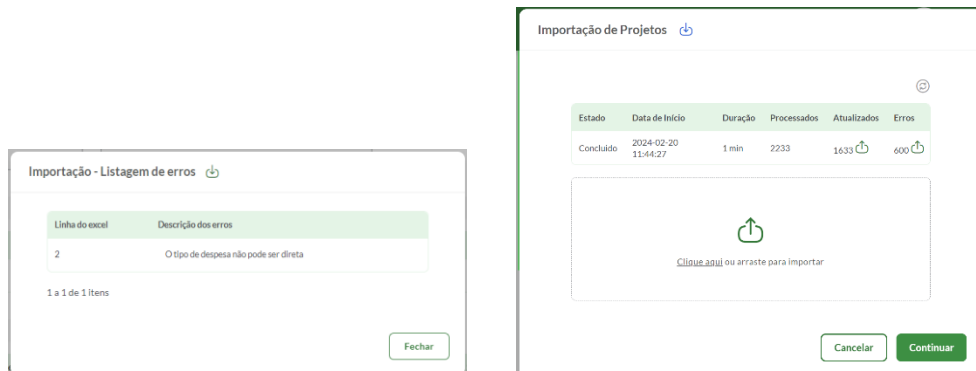 Importação - Listagem de erros
Linha do excel Descrição dos erros
2 O tipo de despesa não pode ser direta
1 a 1 de 1 itens
Fechar
Importação de Projetos
Estado Data de Início Duração Processados Atualizados Erros
Concluido 2024-02-20 11:44:27 1 min 2233 1633 600
Clique aqui ou arraste para importar
Cancelar Continuar